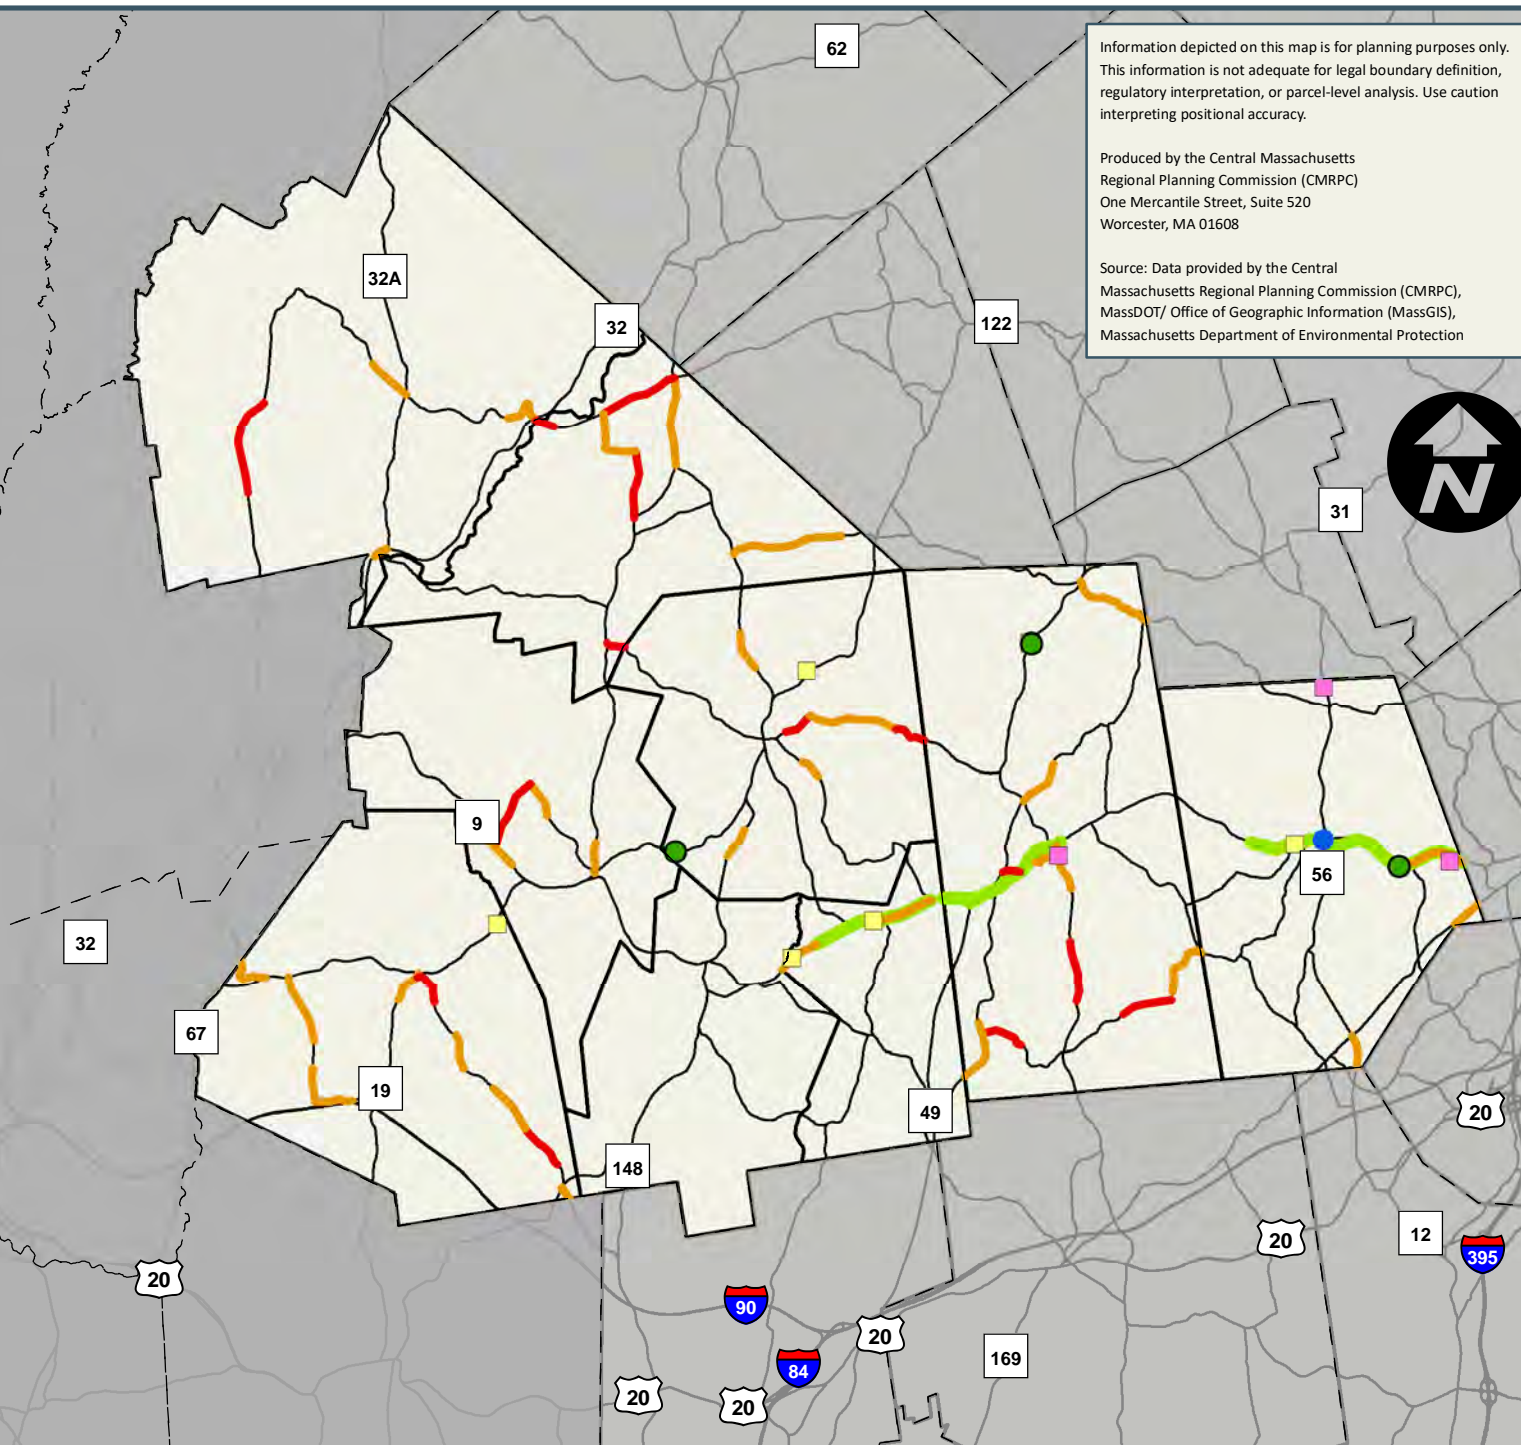 62
Information depicted on this map is for planning purposes only.
This information is not adequate for legal boundary definition,
regulatory interpretation, or parcel-level analysis. Use caution
interpreting positional accuracy.
Produced by the Central Massachusetts
Regional Planning Commission (CMRPC)
One Mercantile Street, Suite 520
Worcester, MA 01608
Source: Data provided by the Central
Massachusetts Regional Planning Commission (CMRPC),
MassDOT/ Office of Geographic Information (MassGIS),
Massachusetts Department of Environmental Protection
32A
32
122
N
31
9
56
32
67
19
49
148
20
20
12
395
20
90
20
84
169
20
20